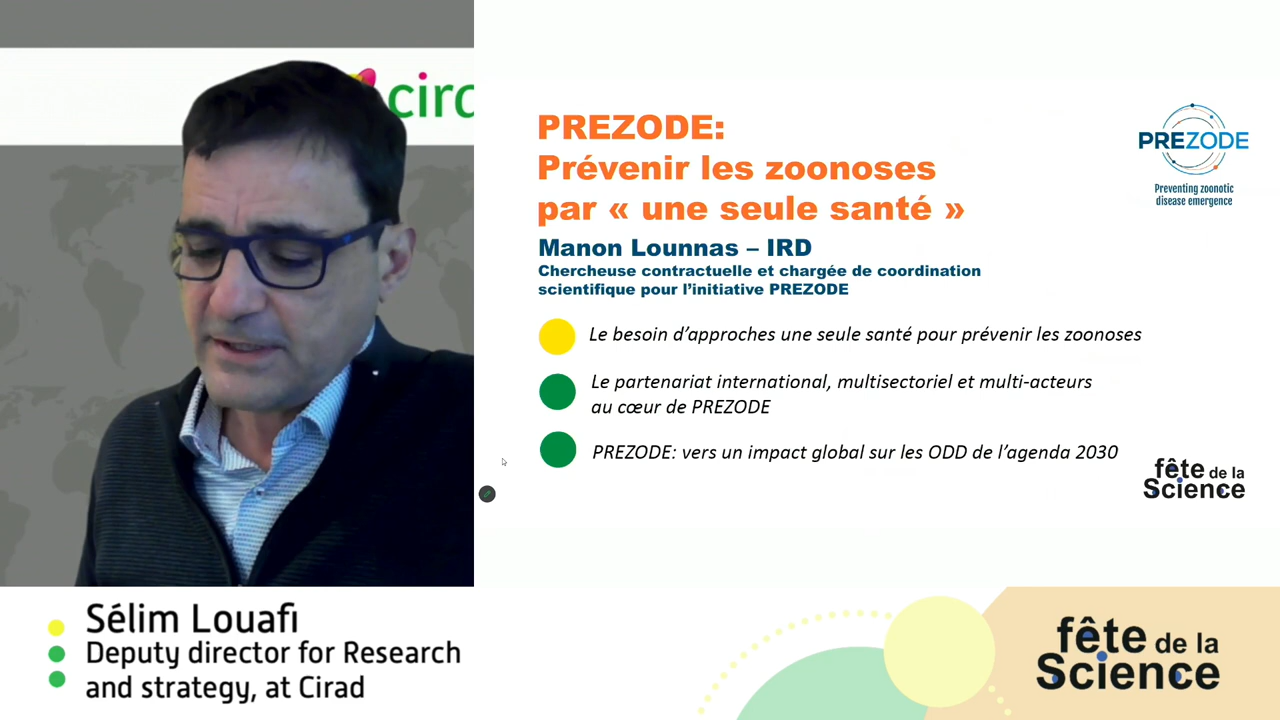 circ
PREZODE:
Prévenir les zoonoses
par « une seule santé »
Manon Lounnas – IRD
Chercheuse contractuelle et chargée de coordination
scientifique pour l’initiative PREZODE
Le besoin d’approches une seule santé pour prévenir les zoonoses
Le partenariat international, multisectoriel et multi-acteurs
au cœur de PREZODE
PREZODE: vers un impact global sur les ODD de l’agenda 2030
PREZODE
Preventing zoonotic
disease emergence
fête de la
Science
Sélim Louafi
Deputy director for Research
and strategy, at Cirad
fête de la
Science